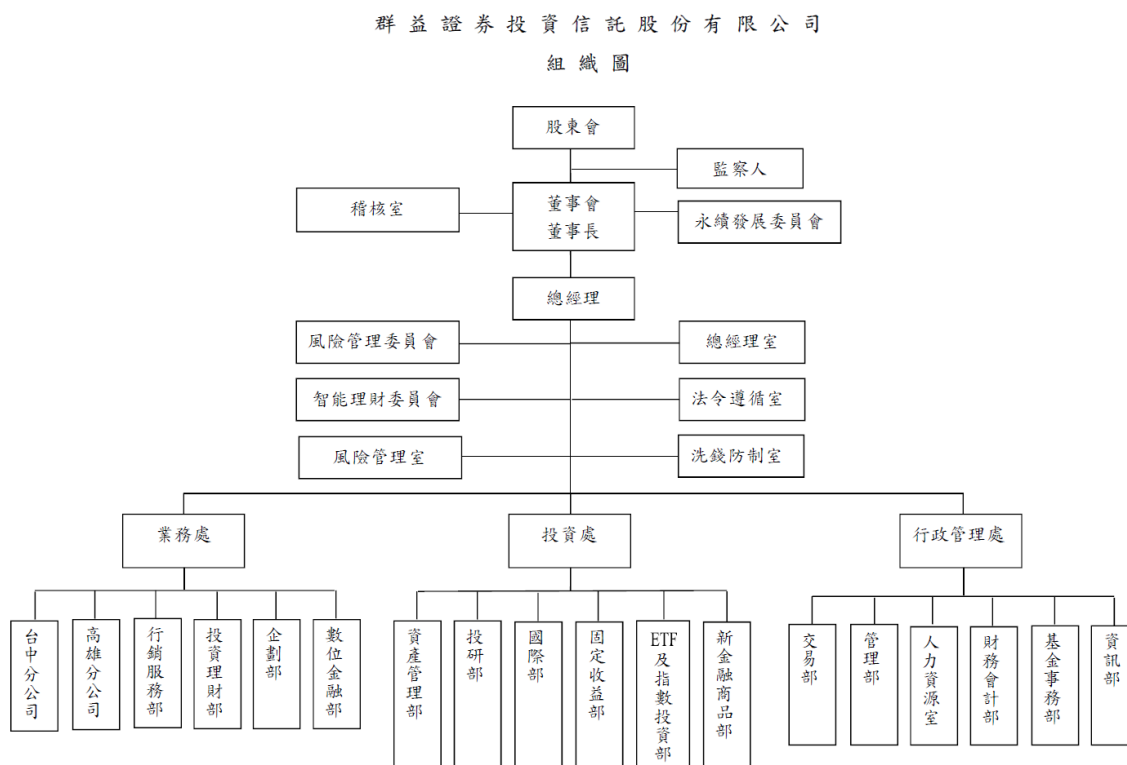 群益證券投資信託股份有限公司
組織圖
股東會
監察人
稽核室
董事會
董事長
永續發展委員會
總經理
風險管理委員會
總經理室
智能理財委員會
法令遵循室
風險管理室
洗錢防制室
業務處
投資處
行政管理處
台中分公司
高雄分公司
行銷服務部
投資理財部
企劃部
數位金融部
資產管理部
投研部
國際部
固定收益部
ETF及指數投資部
新金融商品部
交易部
管理部
人力資源室
財務會計部
基金事務部
資訊部